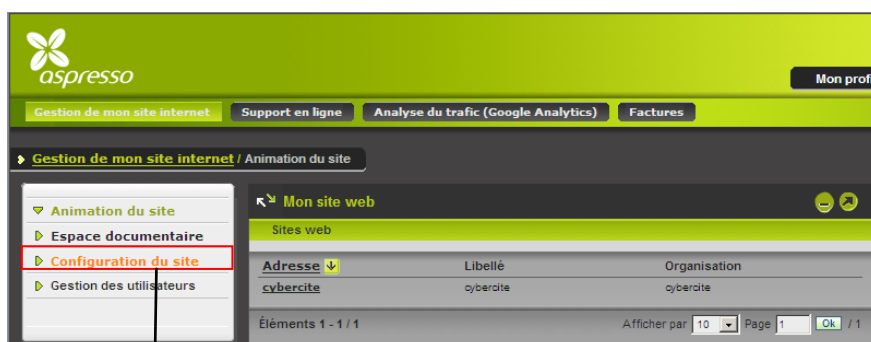 aspresso
Mon prof
Gestion de mon site internet Support en ligne Analyse du trafic (Google Analytics) Factures
Gestion de mon site internet / Animation du site
Animation du site
Espace documentaire
Configuration du site
Gestion des utilisateurs
Mon site web
Sites web
Adresse Libellé Organisation
cybercite cybercite cybercite
Éléments 1 - 1 / 1 Afficher par 10 Page 1 Ok / 1